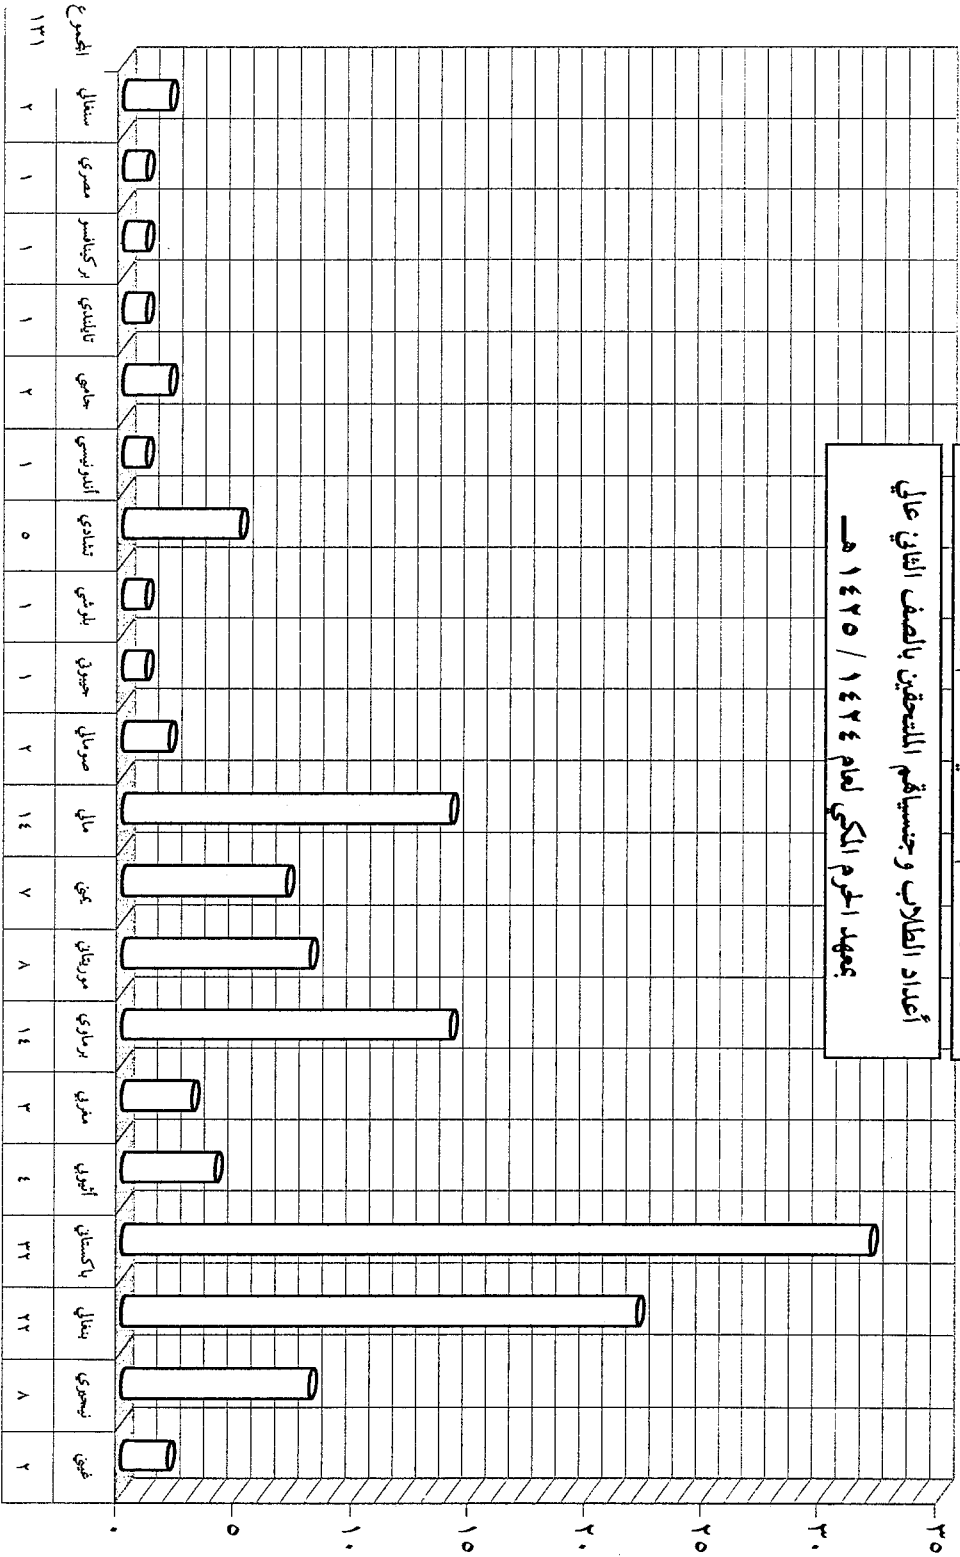 أعداد الطلاب وجنسياتهم الملتحقين بالصف الثاني عالي
بمعهد الحرم المكي لعام ١٤٢٤ / ١٤٢٥ هـ
٣٥
٣٠
٢٥
٢٠
١٥
١٠
٥
٠
سنغالي مصري بركينافسو تايلندي جامبي أندونيسي تشادي بلوشي جيبوتي صومالي مالي يمني موريتاني برماوي مغربي أثيوبي باكستاني بنغالي نيجيري غيني المجموع
٢ ١ ١ ١ ٢ ١ ٥ ١ ١ ٢ ١٤ ٧ ٨ ١٤ ٣ ٤ ٣٢ ٢٢ ٨ ٢ ١٣١